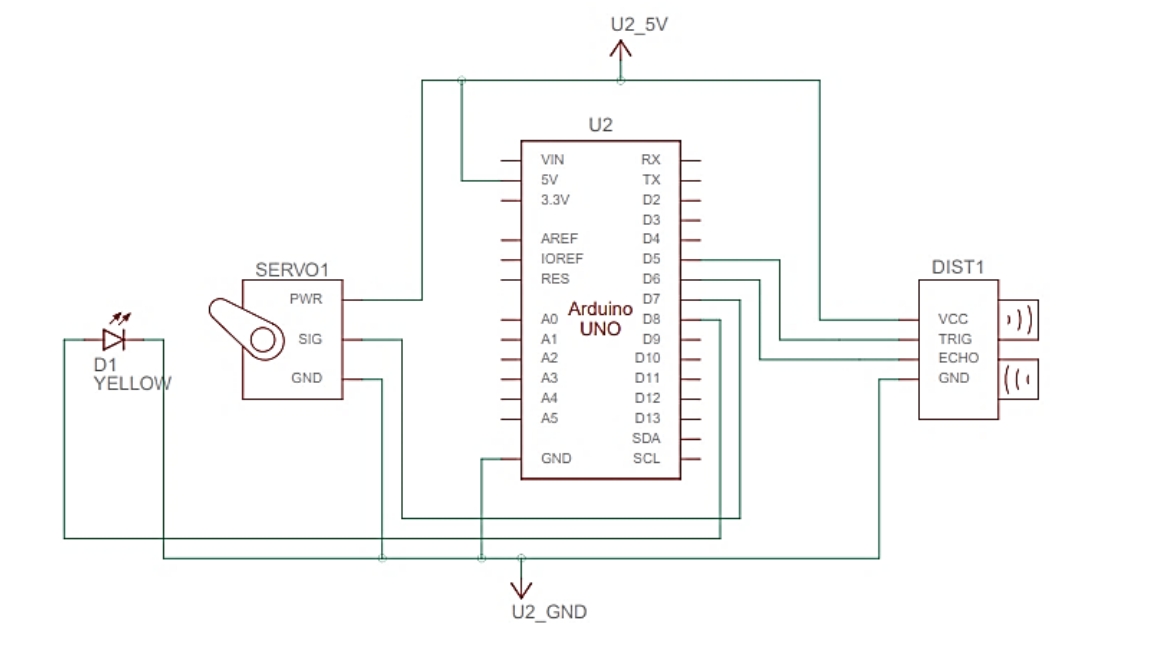 U2_5V
U2
VIN
5V
3.3V
AREF
IOREF
RES
A0
A1
A2
A3
A4
A5
GND
Arduino
UNO
RX
TX
D2
D3
D4
D5
D6
D7
D8
D9
D10
D11
D12
D13
SDA
SCL
SERVO1
PWR
SIG
GND
D1
YELLOW
DIST1
VCC
TRIG
ECHO
GND
U2_GND